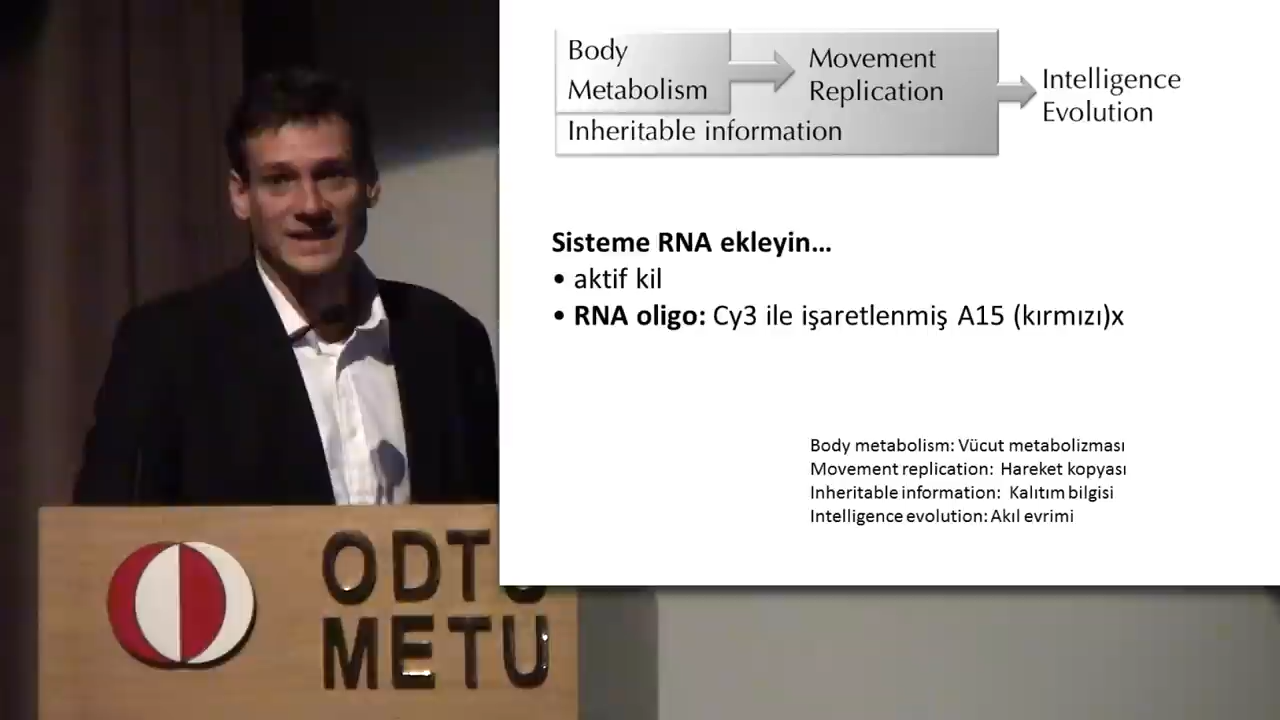 Body
Metabolism
Movement
Replication
Inheritable information
Intelligence
Evolution
Sisteme RNA ekleyin…
• aktif kil
• RNA oligo: Cy3 ile işaretlenmiş A15 (kırmızı)x
Body metabolism: Vücut metabolizması
Movement replication: Hareket kopyası
Inheritable information: Kalıtım bilgisi
Intelligence evolution: Akıl evrimi
ODTÜ
METU